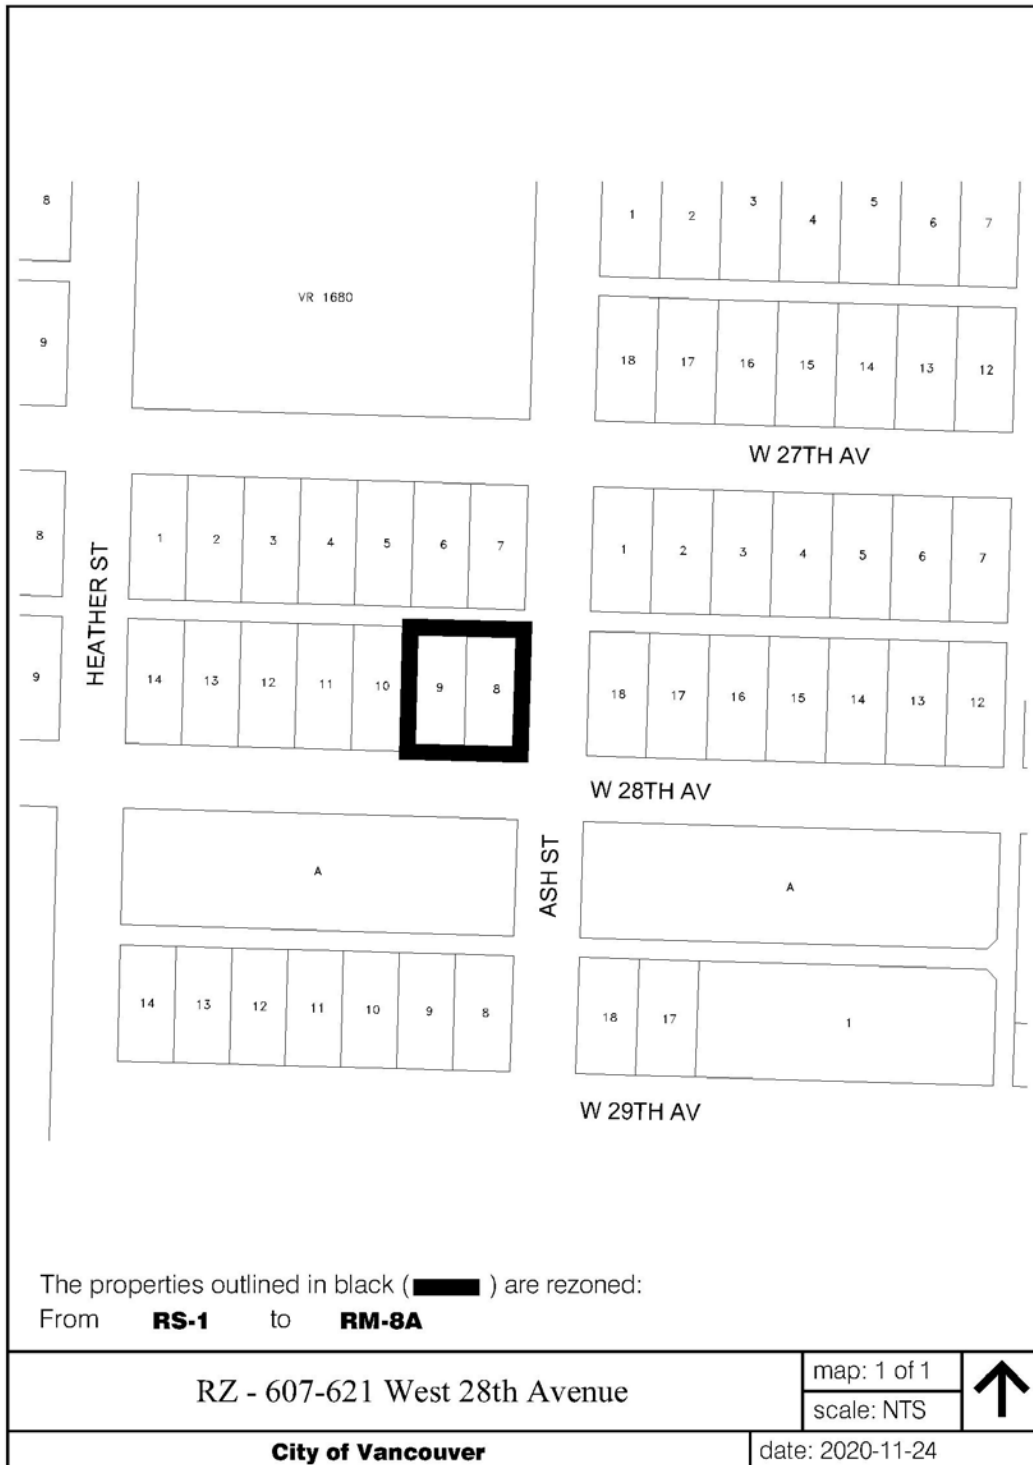 8
1 2 3 4 5 6 7
VR 1680
9
18 17 16 15 14 13 12
W 27TH AV
8
1 2 3 4 5 6 7
1 2 3 4 5 6 7
HEATHER ST
9
14 13 12 11 10 9 8
18 17 16 15 14 13 12
W 28TH AV
A
ASH ST
A
14 13 12 11 10 9 8
18 17 1
W 29TH AV
The properties outlined in black ( ) are rezoned:
From RS-1 to RM-8A
RZ - 607-621 West 28th Avenue
map: 1 of 1
scale: NTS
City of Vancouver
date: 2020-11-24